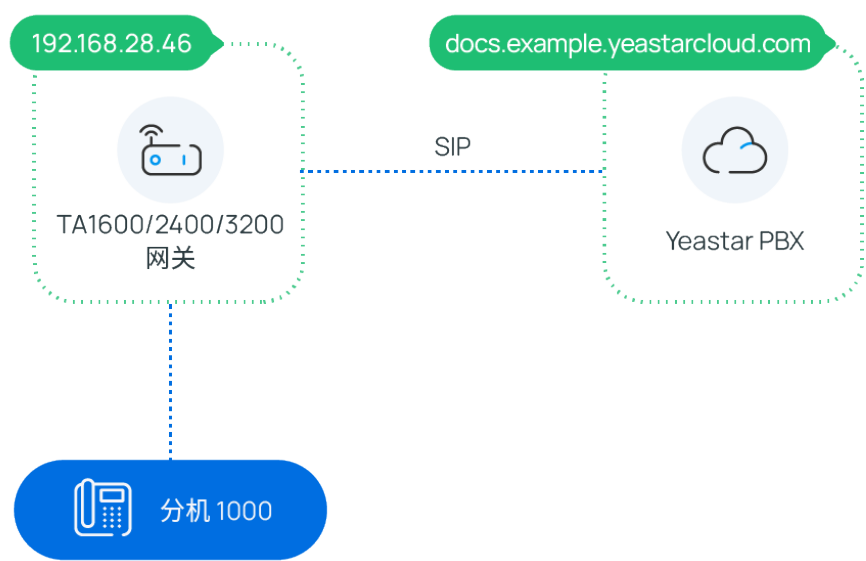 192.168.28.46
docs.example.yeastarcloud.com
SIP
TA1600/2400/3200
网关
Yeastar PBX
分机 1000